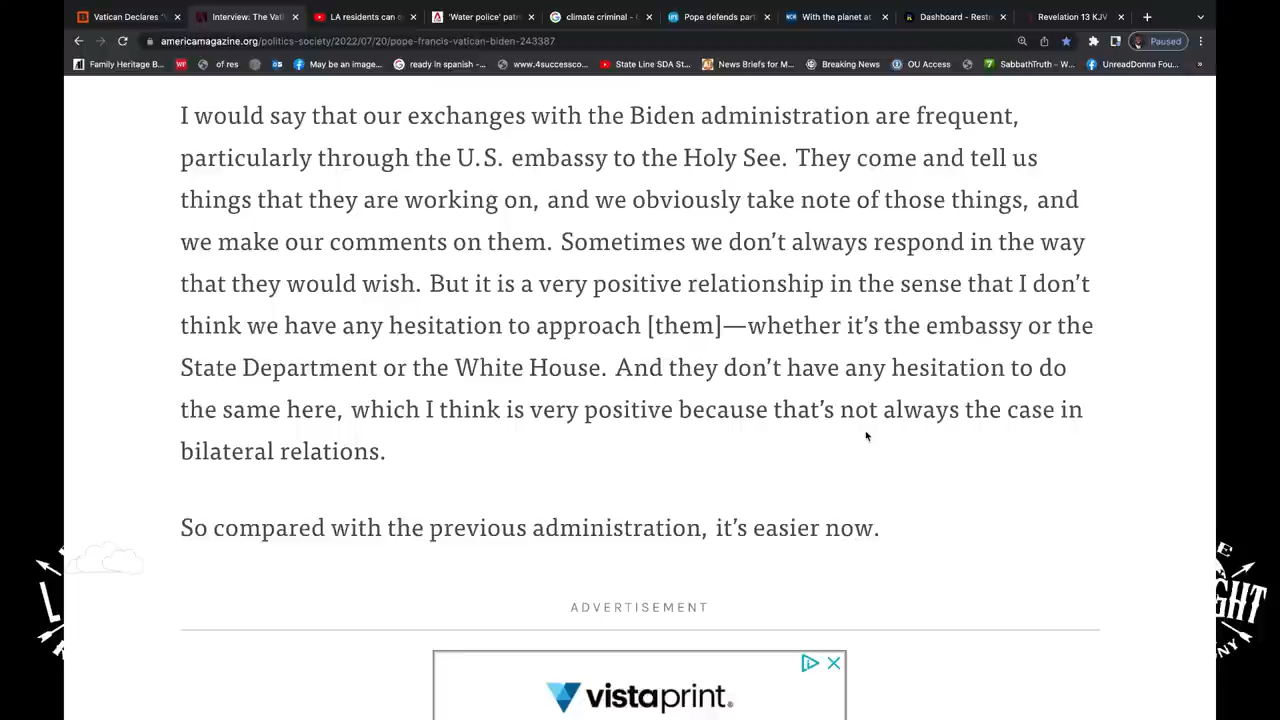 Vatican Declares "
Interview: The Vati
LA residents can o
'Water police' patr
climate criminal - G
Pope defends part
With the planet at
Dashboard - Restr
Revelation 13 KJV
americamagazine.org/politics-society/2022/07/20/pope-francis-vatican-biden-243387
Paused
Family Heritage B...
WF
of res
May be an image...
ready in spanish -...
www.4successco...
State Line SDA St...
News Briefs for M...
Breaking News
OU Access
SabbathTruth - W...
UnreadDonna Fou...
»
I would say that our exchanges with the Biden administration are frequent,
particularly through the U.S. embassy to the Holy See. They come and tell us
things that they are working on, and we obviously take note of those things, and
we make our comments on them. Sometimes we don't always respond in the way
that they would wish. But it is a very positive relationship in the sense that I don't
think we have any hesitation to approach [them]—whether it's the embassy or the
State Department or the White House. And they don't have any hesitation to do
the same here, which I think is very positive because that's not always the case in
bilateral relations.
So compared with the previous administration, it's easier now.
ADVERTISEMENT
vistaprint.